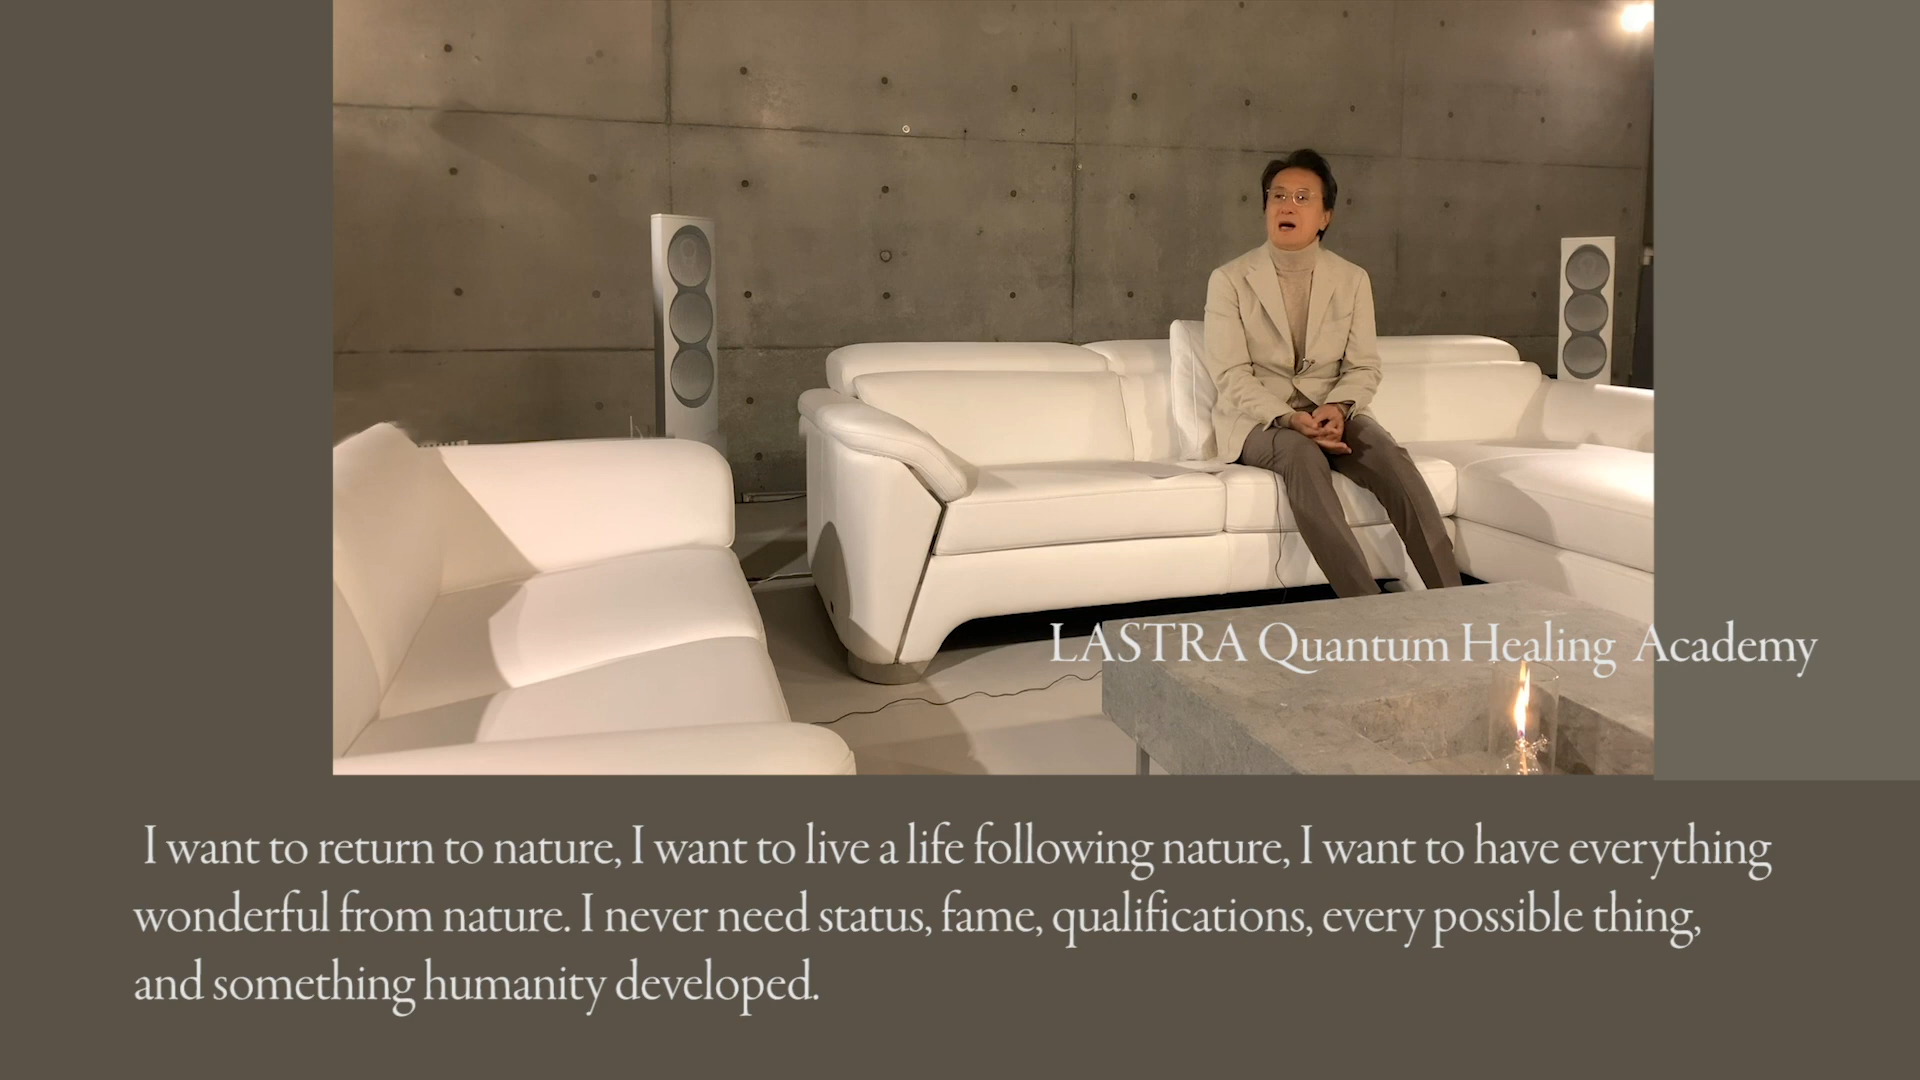 LASTRA Quantum Healing Academy
I want to return to nature, I want to live a life following nature, I want to have everything
wonderful from nature. I never need status, fame, qualifications, every possible thing,
and something humanity developed.